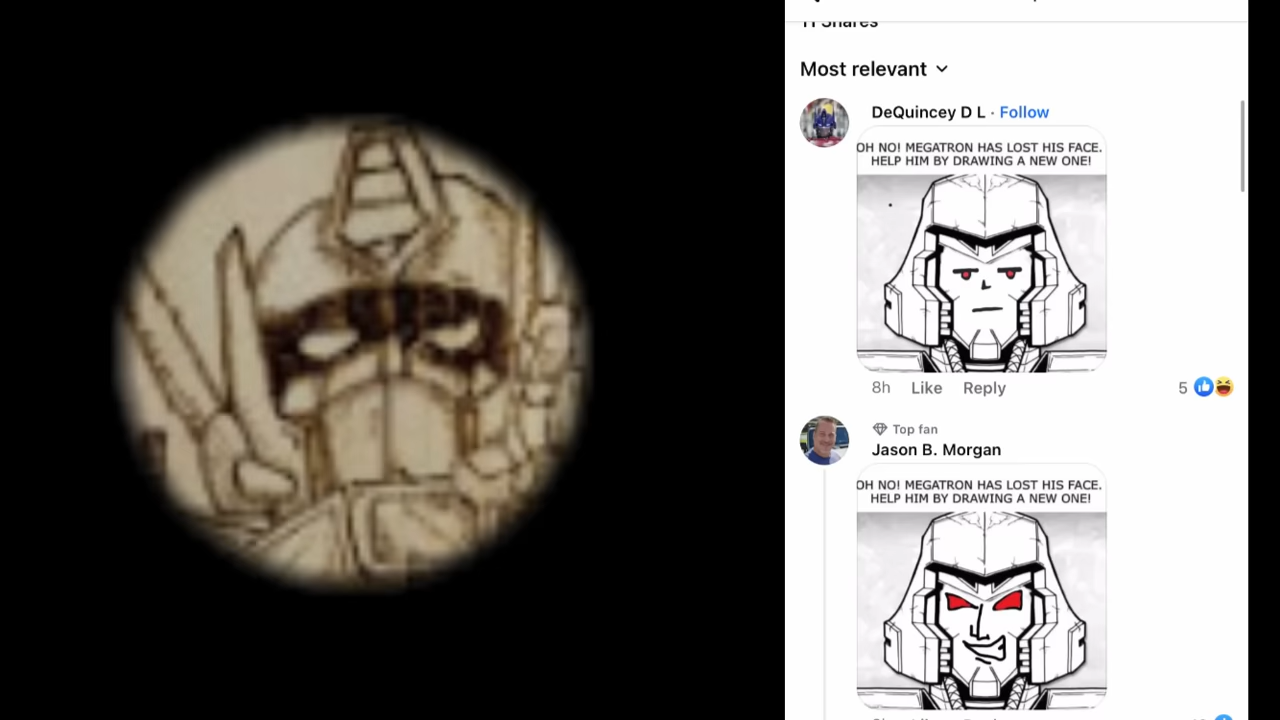 11 Shares
Most relevant
DeQuincey D L · Follow
OH NO! MEGATRON HAS LOST HIS FACE.
HELP HIM BY DRAWING A NEW ONE!
8h Like Reply 5
Top fan
Jason B. Morgan
OH NO! MEGATRON HAS LOST HIS FACE.
HELP HIM BY DRAWING A NEW ONE!